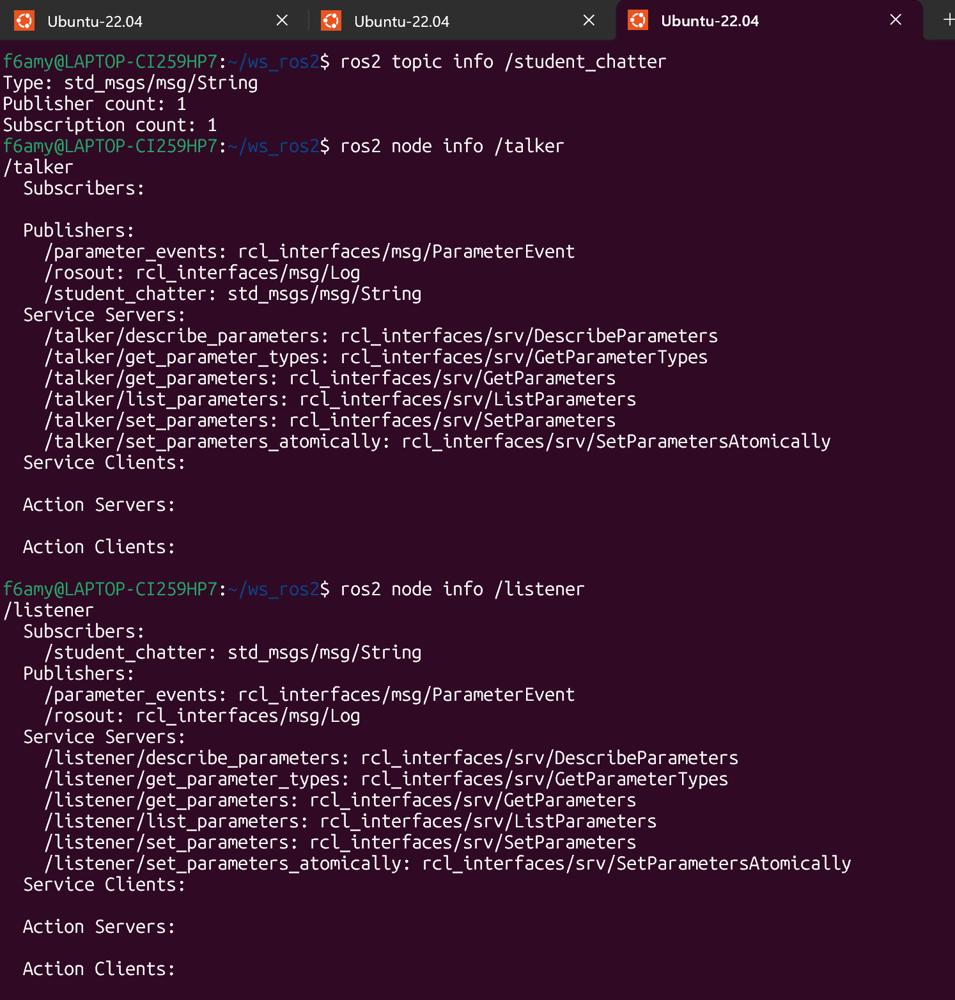 Ubuntu-22.04 Ubuntu-22.04 Ubuntu-22.04
f6amy@LAPTOP-CI259HP7:~/ws_ros2$ ros2 topic info /student_chatter
Type: std_msgs/msg/String
Publisher count: 1
Subscription count: 1
f6amy@LAPTOP-CI259HP7:~/ws_ros2$ ros2 node info /talker
/talker
  Subscribers:

  Publishers:
    /parameter_events: rcl_interfaces/msg/ParameterEvent
    /rosout: rcl_interfaces/msg/Log
    /student_chatter: std_msgs/msg/String
  Service Servers:
    /talker/describe_parameters: rcl_interfaces/srv/DescribeParameters
    /talker/get_parameter_types: rcl_interfaces/srv/GetParameterTypes
    /talker/get_parameters: rcl_interfaces/srv/GetParameters
    /talker/list_parameters: rcl_interfaces/srv/ListParameters
    /talker/set_parameters: rcl_interfaces/srv/SetParameters
    /talker/set_parameters_atomically: rcl_interfaces/srv/SetParametersAtomically
  Service Clients:

  Action Servers:

  Action Clients:

f6amy@LAPTOP-CI259HP7:~/ws_ros2$ ros2 node info /listener
/listener
  Subscribers:
    /student_chatter: std_msgs/msg/String
  Publishers:
    /parameter_events: rcl_interfaces/msg/ParameterEvent
    /rosout: rcl_interfaces/msg/Log
  Service Servers:
    /listener/describe_parameters: rcl_interfaces/srv/DescribeParameters
    /listener/get_parameter_types: rcl_interfaces/srv/GetParameterTypes
    /listener/get_parameters: rcl_interfaces/srv/GetParameters
    /listener/list_parameters: rcl_interfaces/srv/ListParameters
    /listener/set_parameters: rcl_interfaces/srv/SetParameters
    /listener/set_parameters_atomically: rcl_interfaces/srv/SetParametersAtomically
  Service Clients:

  Action Servers:

  Action Clients: